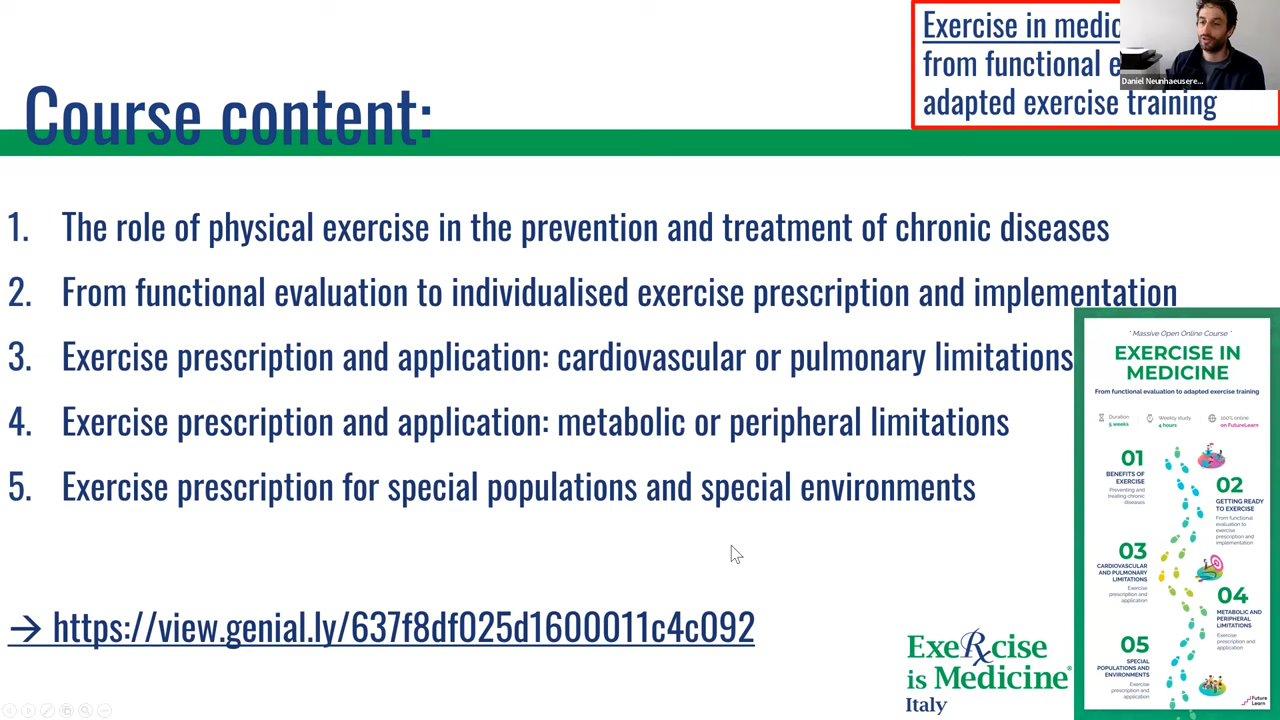 Exercise in medic
from functional e
adapted exercise training
Daniel Neunhaeusere...
Course content:
1. The role of physical exercise in the prevention and treatment of chronic diseases
2. From functional evaluation to individualised exercise prescription and implementation
3. Exercise prescription and application: cardiovascular or pulmonary limitations
4. Exercise prescription and application: metabolic or peripheral limitations
5. Exercise prescription for special populations and special environments
→ https://view.genial.ly/637f8df025d1600011c4c092
ExeRxcise
is Medicine®
Italy
" Massive Open Online Course "
EXERCISE IN
MEDICINE
From functional evaluation to adapted exercise training
Duration
5 weeks
Weekly study
4 hours
100% online
on FutureLearn
01
BENEFITS OF
EXERCISE
Preventing and
treating chronic
diseases
02
GETTING READY
TO EXERCISE
From functional
evaluation to
exercise
prescription and
implementation
03
CARDIOVASCULAR
AND PULMONARY
LIMITATIONS
Exercise
prescription and
application
04
METABOLIC AND
PERIPHERAL
LIMITATIONS
Exercise
prescription and
application
05
SPECIAL
POPULATIONS AND
ENVIRONMENTS
Exercise
prescription and
application
Future
Learn